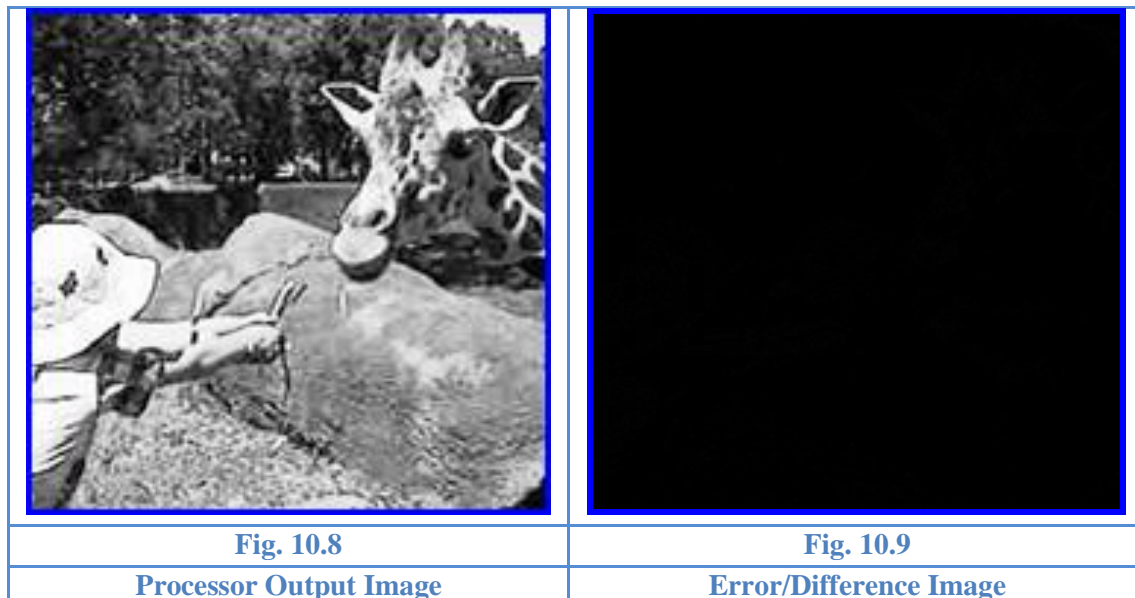 Fig. 10.8
Fig. 10.9
Processor Output Image
Error/Difference Image